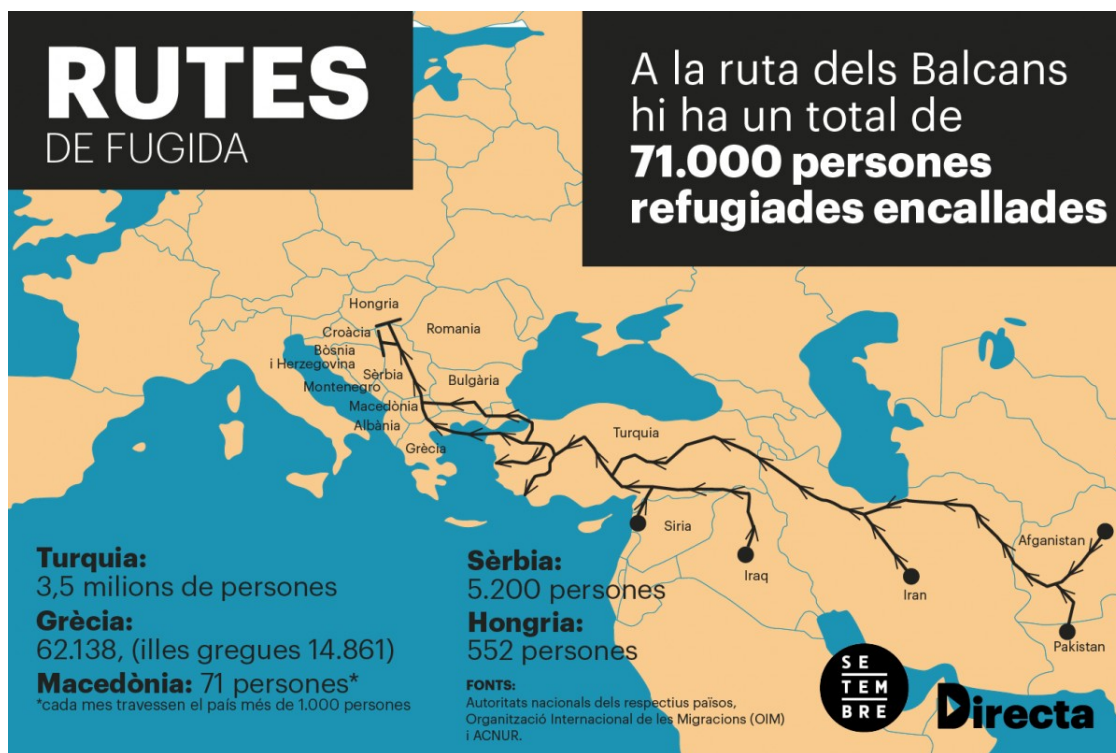 RUTES
DE FUGIDA
A la ruta dels Balcans
hi ha un total de
71.000 persones
refugiades encallades
Hongria
Romania
Croàcia
Bòsnia
i Herzegovina
Sèrbia
Montenegro
Bulgària
Macedònia
Albània
Grècia
Turquia
Siria
Iraq
Iran
Afganistan
Pakistan
Turquia:
3,5 milions de persones
Grècia:
62.138, (illes gregues 14.861)
Macedònia: 71 persones*
*cada mes travessen el país més de 1.000 persones
Sèrbia:
5.200 persones
Hongria:
552 persones
FONTS:
Autoritats nacionals dels respectius països,
Organització Internacional de les Migracions (OIM)
i ACNUR.
SE
TEM
BRE
Directa